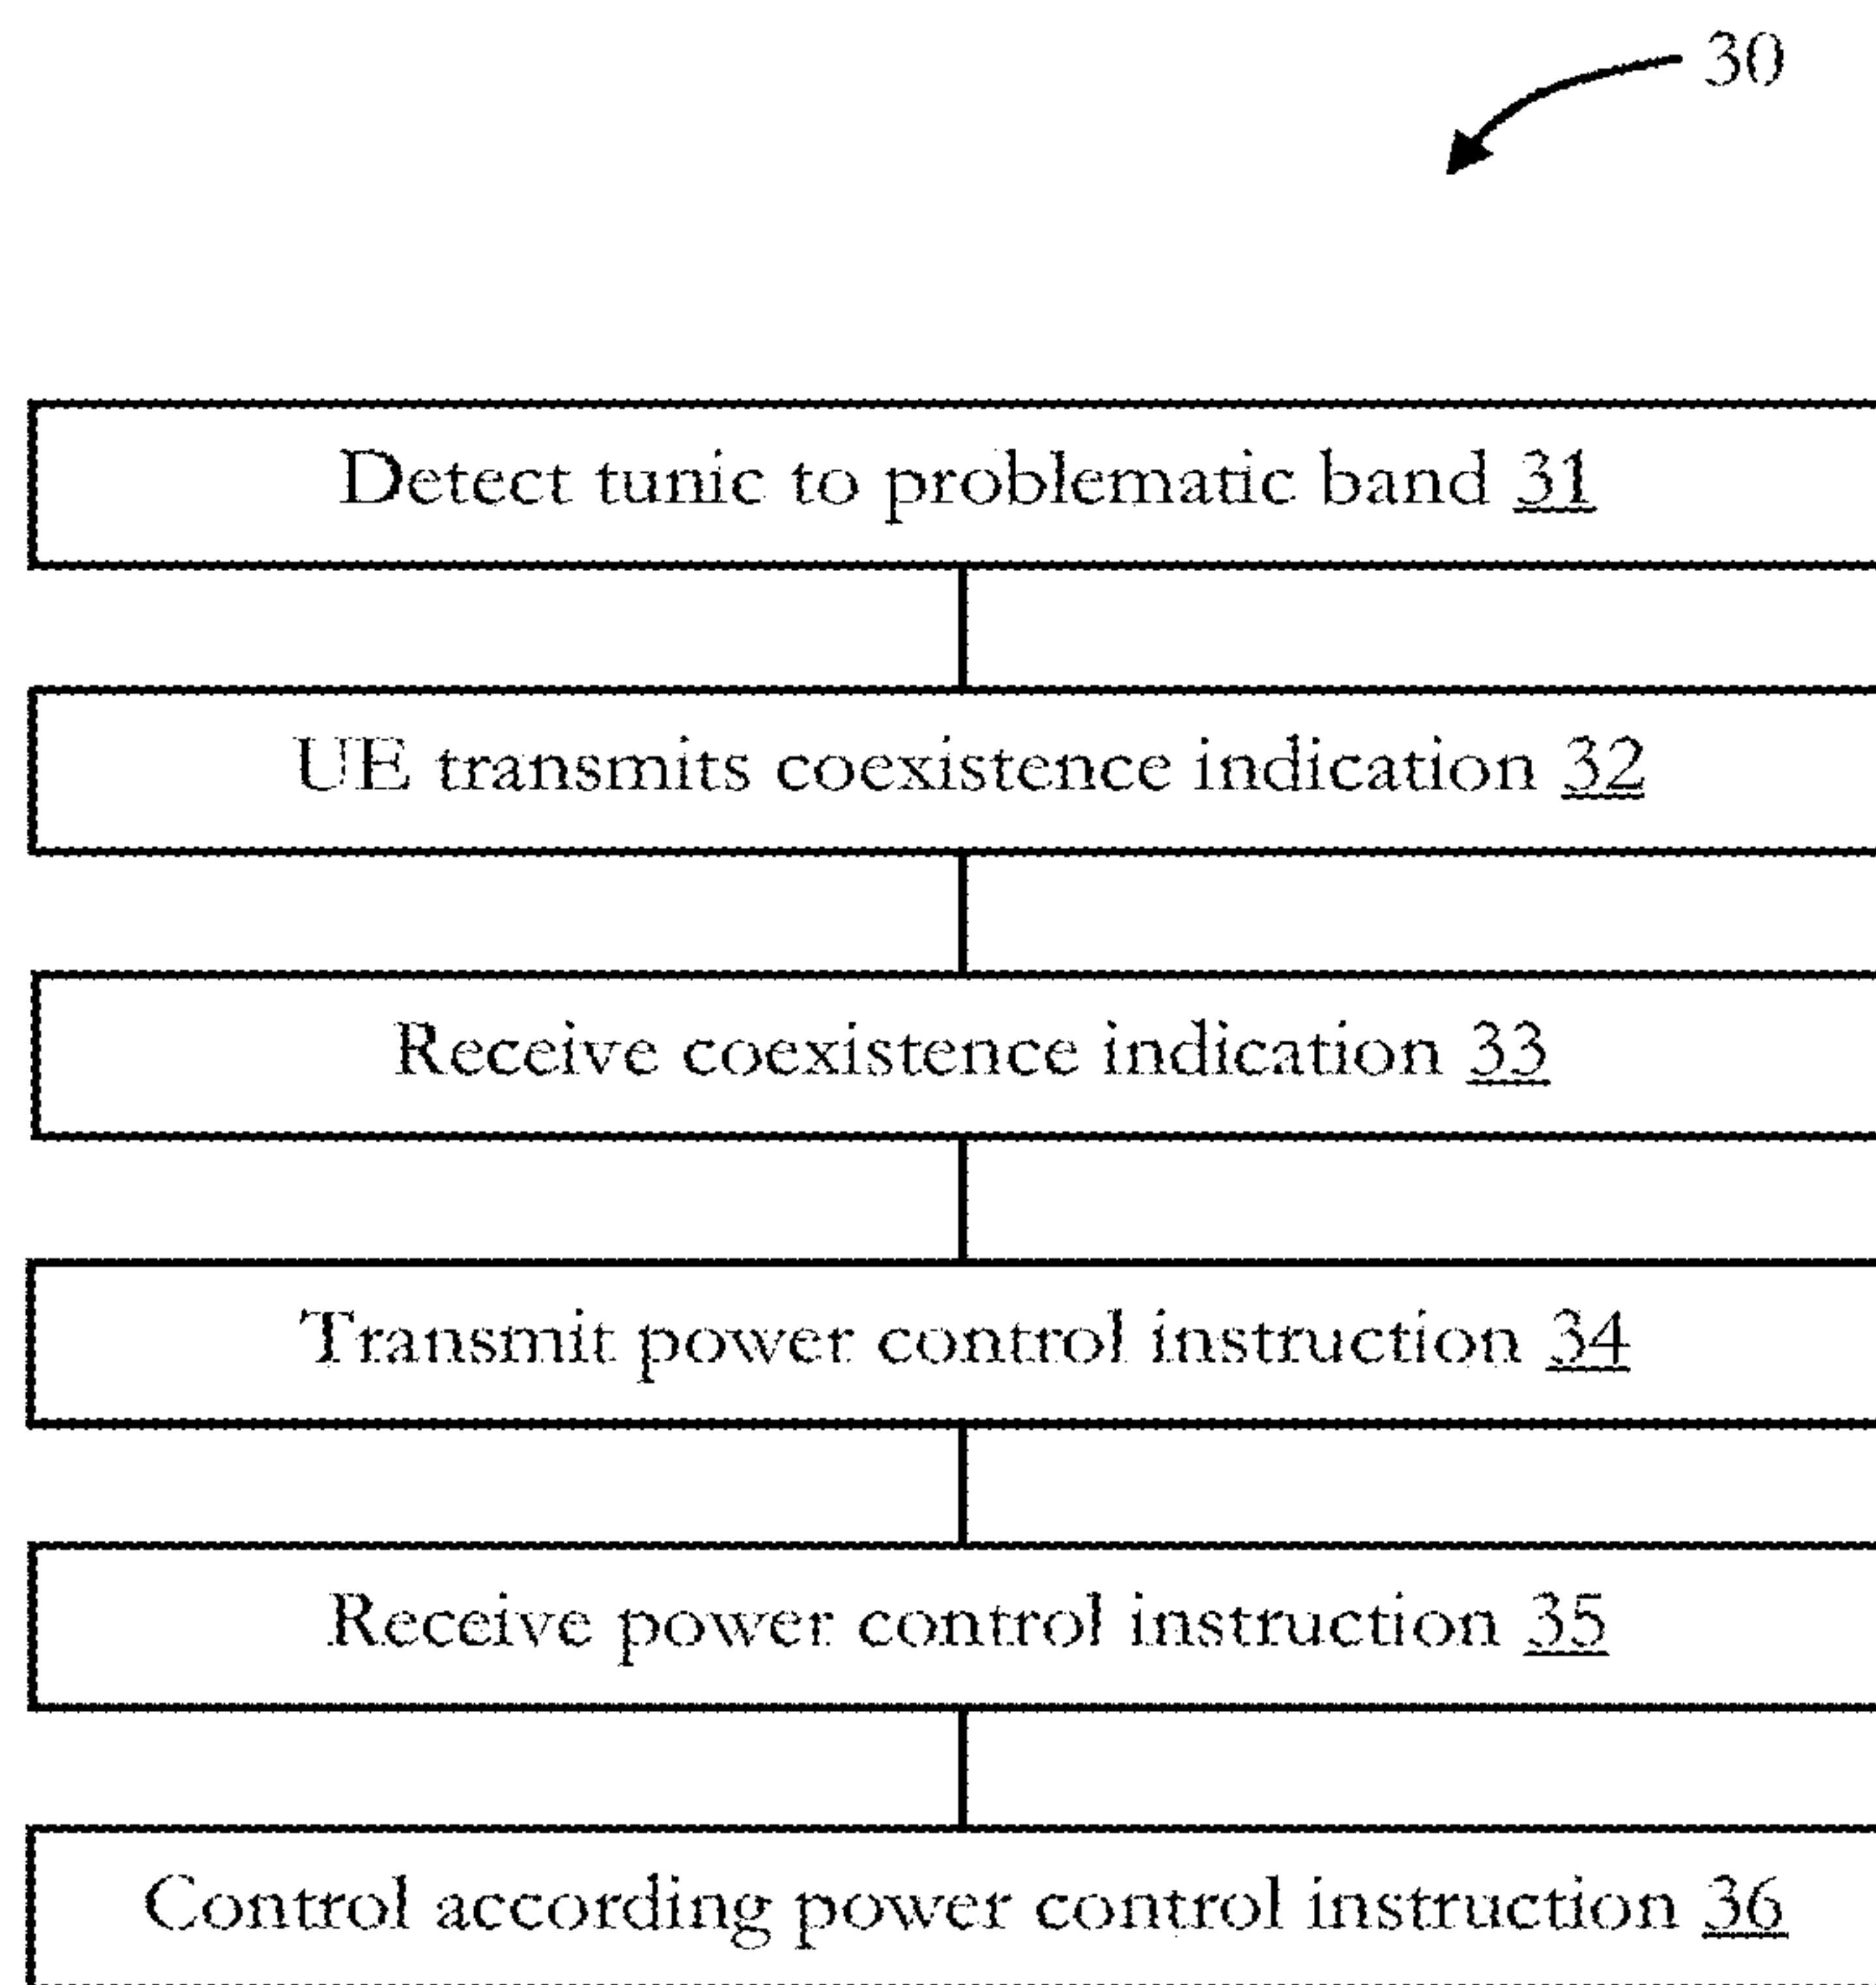 30
Detect tunic to problematic band 31
UE transmits coexistence indication 32
Receive coexistence indication 33
Transmit power control instruction 34
Receive power control instruction 35
Control according power control instruction 36